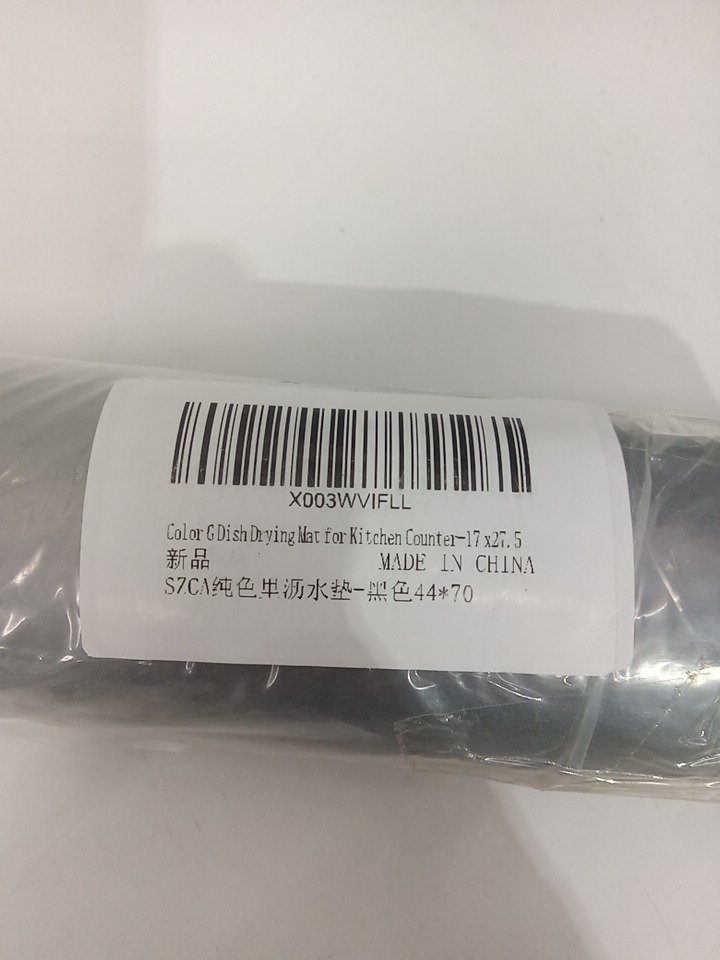 X003WVIFLL
Color G Dish Drying Mat for Kitchen Counter-17 x27.5
新品 MADE IN CHINA
SZCA纯色单沥水垫-黑色44*70